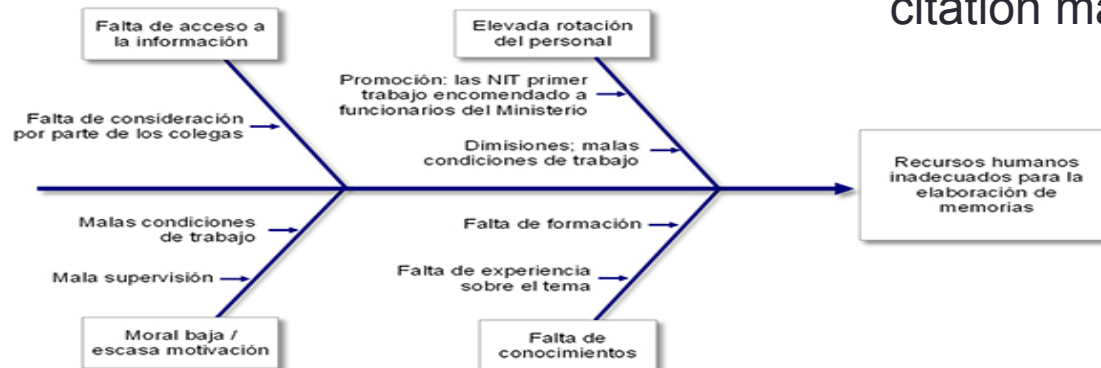 citation ma
Falta de acceso a
la información
Elevada rotación
del personal
Promoción: las NIT primer
trabajo encomendado a
funcionarios del Ministerio
Falta de consideración
por parte de los colegas
Dimisiones; malas
condiciones de trabajo
Recursos humanos
inadecuados para la
elaboración de
memorias
Malas condiciones
de trabajo
Falta de formación
Mala supervisión
Falta de experiencia
sobre el tema
Moral baja /
escasa motivación
Falta de
conocimientos